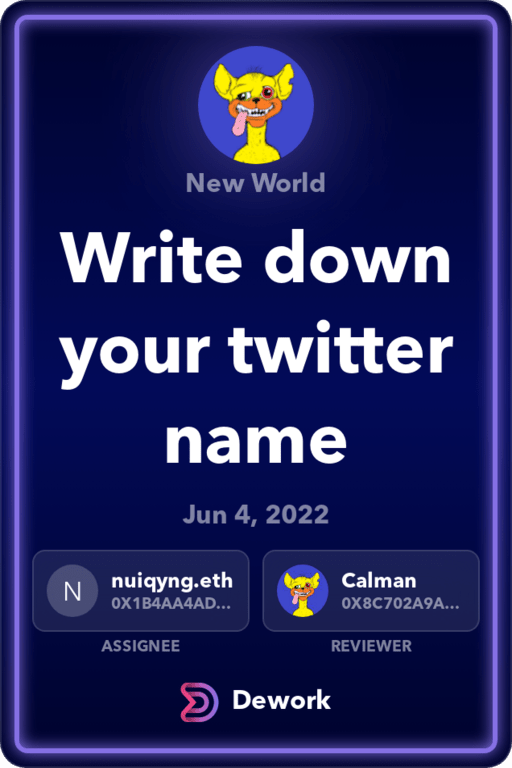 New World
Write down
your twitter
name
Jun 4, 2022
N
nuiqyng.eth
0X1B4AA4AD...
ASSIGNEE
Calman
0X8C702A9A...
REVIEWER
Dework